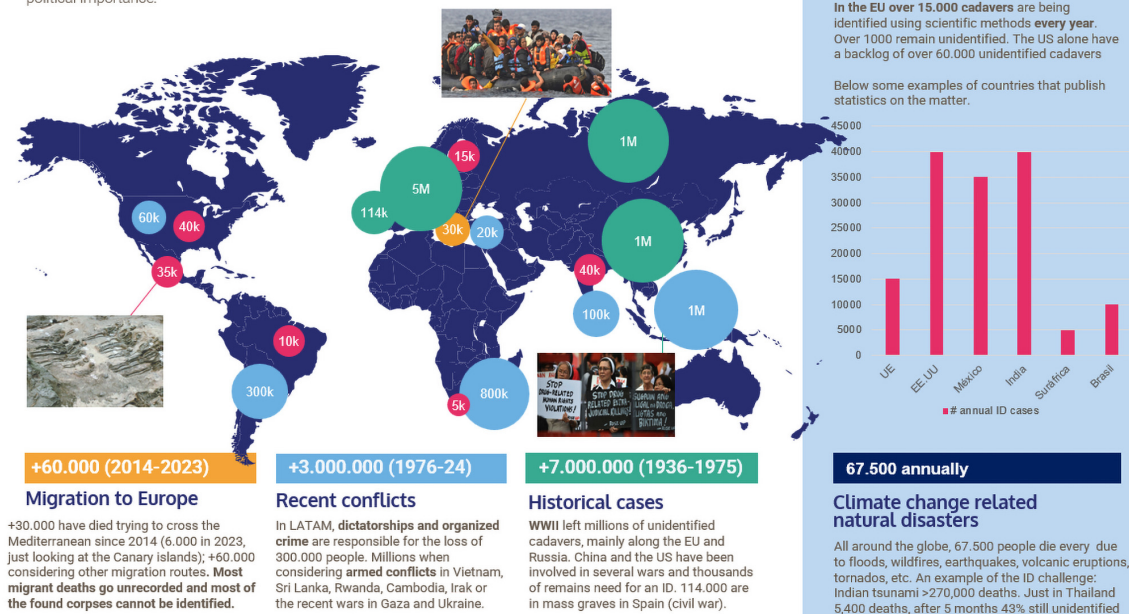 political importance.
In the EU over 15.000 cadavers are being
identified using scientific methods every year.
Over 1000 remain unidentified. The US alone have
a backlog of over 60.000 unidentified cadavers
Below some examples of countries that publish
statistics on the matter.
45000
40000
35000
30000
25000
20000
15000
10000
5000
0
UE
EE.UU
México
India
Suráfrica
Brasil
# annual ID cases
15k
1M
5M
114k
60k
40k
30k
20k
1M
35k
40k
100k
1M
10k
300k
5k
800k
STOP
DRUG-RELATED
HUMAN RIGHTS
VIOLATIONS!
STOP DRUG
RELATED EXTRA-
JUDICIAL KILLINGS
BIKTIMA!
+60.000 (2014-2023)
Migration to Europe
+30.000 have died trying to cross the
Mediterranean since 2014 (6.000 in 2023,
just looking at the Canary islands); +60.000
considering other migration routes. Most
migrant deaths go unrecorded and most of
the found corpses cannot be identified.
+3.000.000 (1976-24)
Recent conflicts
In LATAM, dictatorships and organized
crime are responsible for the loss of
300.000 people. Millions when
considering armed conflicts in Vietnam,
Sri Lanka, Rwanda, Cambodia, Irak or
the recent wars in Gaza and Ukraine.
+7.000.000 (1936-1975)
Historical cases
WWII left millions of unidentified
cadavers, mainly along the EU and
Russia. China and the US have been
involved in several wars and thousands
of remains need for an ID. 114.000 are
in mass graves in Spain (civil war).
67.500 annually
Climate change related
natural disasters
All around the globe, 67.500 people die every due
to floods, wildfires, earthquakes, volcanic eruptions,
tornados, etc. An example of the ID challenge:
Indian tsunami >270,000 deaths. Just in Thailand
5,400 deaths, after 5 months 43% still unidentified